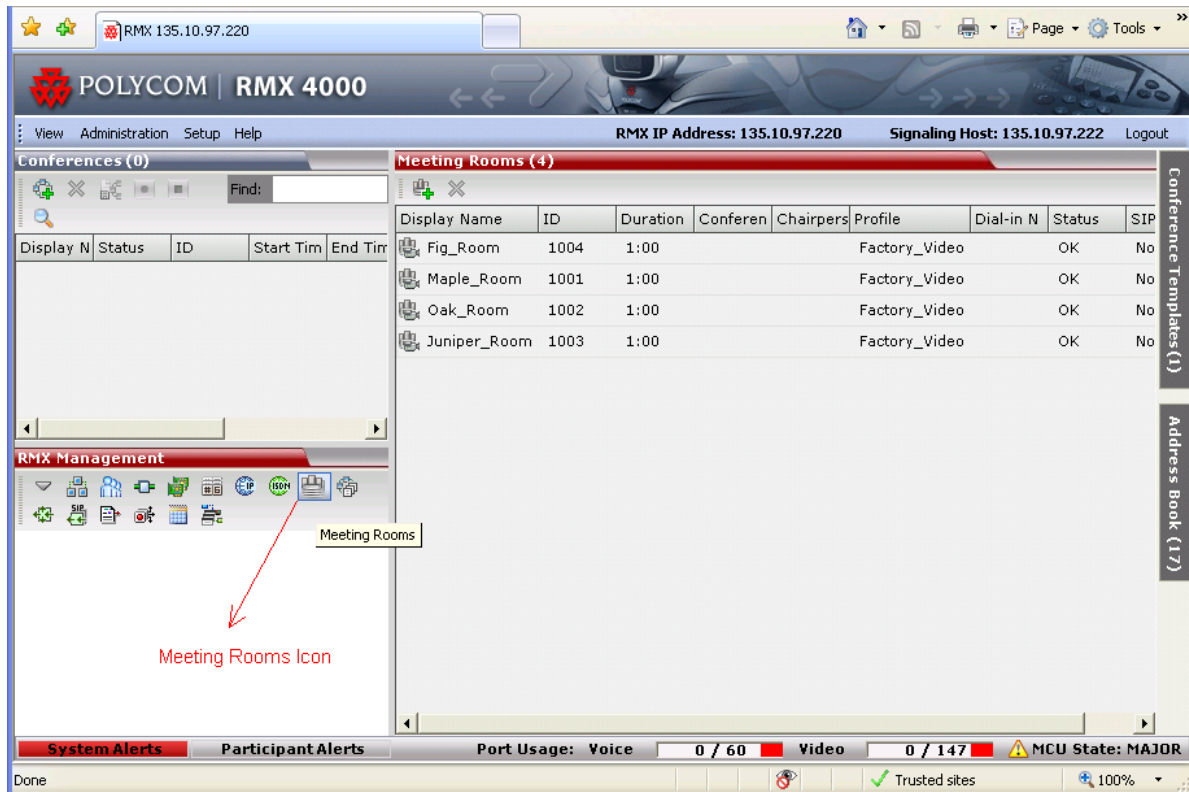 RMX 135.10.97.220
Page
Tools
»
POLYCOM | RMX 4000
View Administration Setup Help
RMX IP Address: 135.10.97.220
Signaling Host: 135.10.97.222
Logout
Conferences (0)
Find:
Display N Status ID Start Tim End Tim
Meeting Rooms (4)
Display Name ID Duration Conferen Chairpers Profile Dial-in N Status SIP
Fig_Room 1004 1:00 Factory_Video OK No
Maple_Room 1001 1:00 Factory_Video OK No
Oak_Room 1002 1:00 Factory_Video OK No
Juniper_Room 1003 1:00 Factory_Video OK No
Conference Templates (1)
Address Book (17)
RMX Management
#6 IP ISDN
SIP
Meeting Rooms
Meeting Rooms Icon
System Alerts Participant Alerts Port Usage: Voice 0 / 60 Video 0 / 147 MCU State: MAJOR
Done Trusted sites 100%